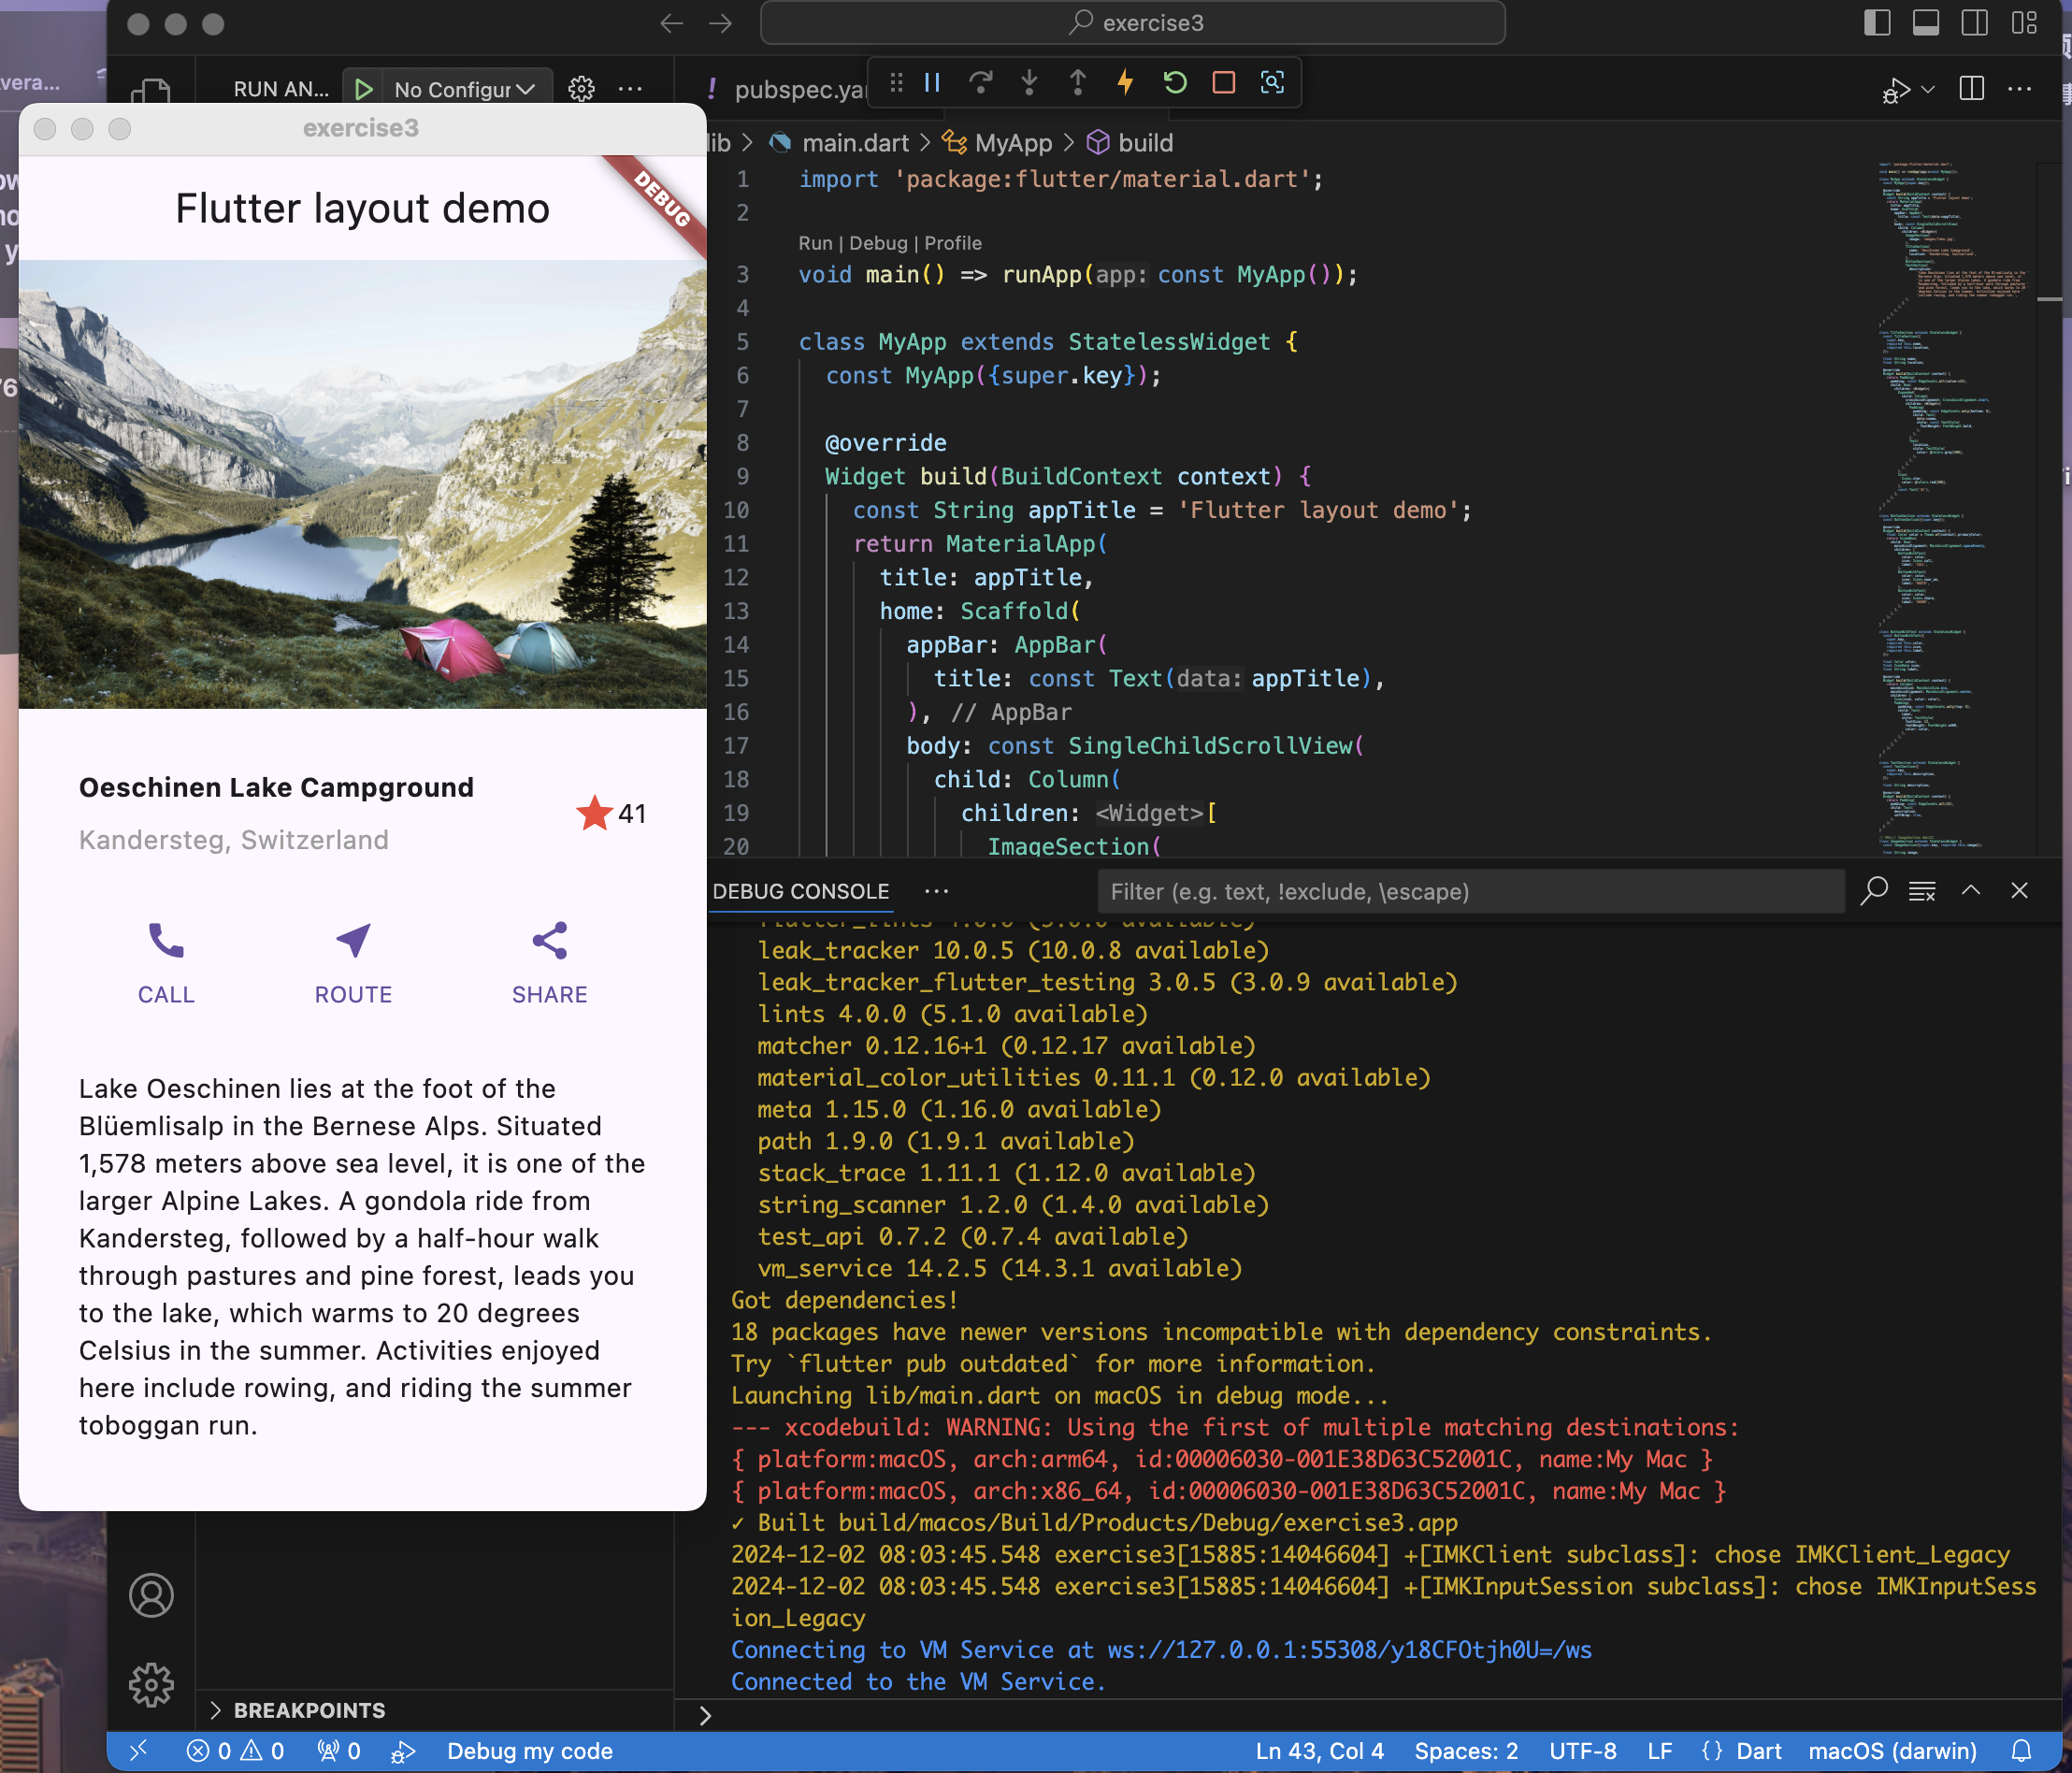 exercise3
RUN AN...
No Configur
pubspec.ya
exercise3
Flutter layout demo
DEBUG
Oeschinen Lake Campground
Kandersteg, Switzerland
41
CALL
ROUTE
SHARE
Lake Oeschinen lies at the foot of the
Blüemlisalp in the Bernese Alps. Situated
1,578 meters above sea level, it is one of the
larger Alpine Lakes. A gondola ride from
Kandersteg, followed by a half-hour walk
through pastures and pine forest, leads you
to the lake, which warms to 20 degrees
Celsius in the summer. Activities enjoyed
here include rowing, and riding the summer
toboggan run.
lib > main.dart > MyApp > build
1 import 'package:flutter/material.dart';
2
Run | Debug | Profile
3 void main() => runApp(app: const MyApp());
4
5 class MyApp extends StatelessWidget {
6 const MyApp({super.key});
7
8 @override
9 Widget build(BuildContext context) {
10 const String appTitle = 'Flutter layout demo';
11 return MaterialApp(
12 title: appTitle,
13 home: Scaffold(
14 appBar: AppBar(
15 title: const Text(data: appTitle),
16 ), // AppBar
17 body: const SingleChildScrollView(
18 child: Column(
19 children: <Widget>[
20 ImageSection(
DEBUG CONSOLE
Filter (e.g. text, !exclude, \escape)
leak_tracker 10.0.5 (10.0.8 available)
leak_tracker_flutter_testing 3.0.5 (3.0.9 available)
lints 4.0.0 (5.1.0 available)
matcher 0.12.16+1 (0.12.17 available)
material_color_utilities 0.11.1 (0.12.0 available)
meta 1.15.0 (1.16.0 available)
path 1.9.0 (1.9.1 available)
stack_trace 1.11.1 (1.12.0 available)
string_scanner 1.2.0 (1.4.0 available)
test_api 0.7.2 (0.7.4 available)
vm_service 14.2.5 (14.3.1 available)
Got dependencies!
18 packages have newer versions incompatible with dependency constraints.
Try `flutter pub outdated` for more information.
Launching lib/main.dart on macOS in debug mode...
--- xcodebuild: WARNING: Using the first of multiple matching destinations:
{ platform:macOS, arch:arm64, id:00006030-001E38D63C52001C, name:My Mac }
{ platform:macOS, arch:x86_64, id:00006030-001E38D63C52001C, name:My Mac }
✓ Built build/macos/Build/Products/Debug/exercise3.app
2024-12-02 08:03:45.548 exercise3[15885:14046604] +[IMKClient subclass]: chose IMKClient_Legacy
2024-12-02 08:03:45.548 exercise3[15885:14046604] +[IMKInputSession subclass]: chose IMKInputSess
ion_Legacy
Connecting to VM Service at ws://127.0.0.1:55308/y18CFOtjh0U=/ws
Connected to the VM Service.
BREAKPOINTS
0 0 0 Debug my code Ln 43, Col 4 Spaces: 2 UTF-8 LF {} Dart macOS (darwin)